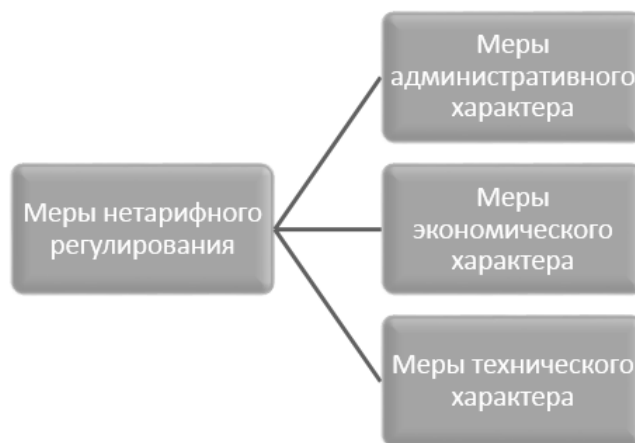 Меры нетарифного
регулирования
Меры
административного
характера
Меры
экономического
характера
Меры технического
характера